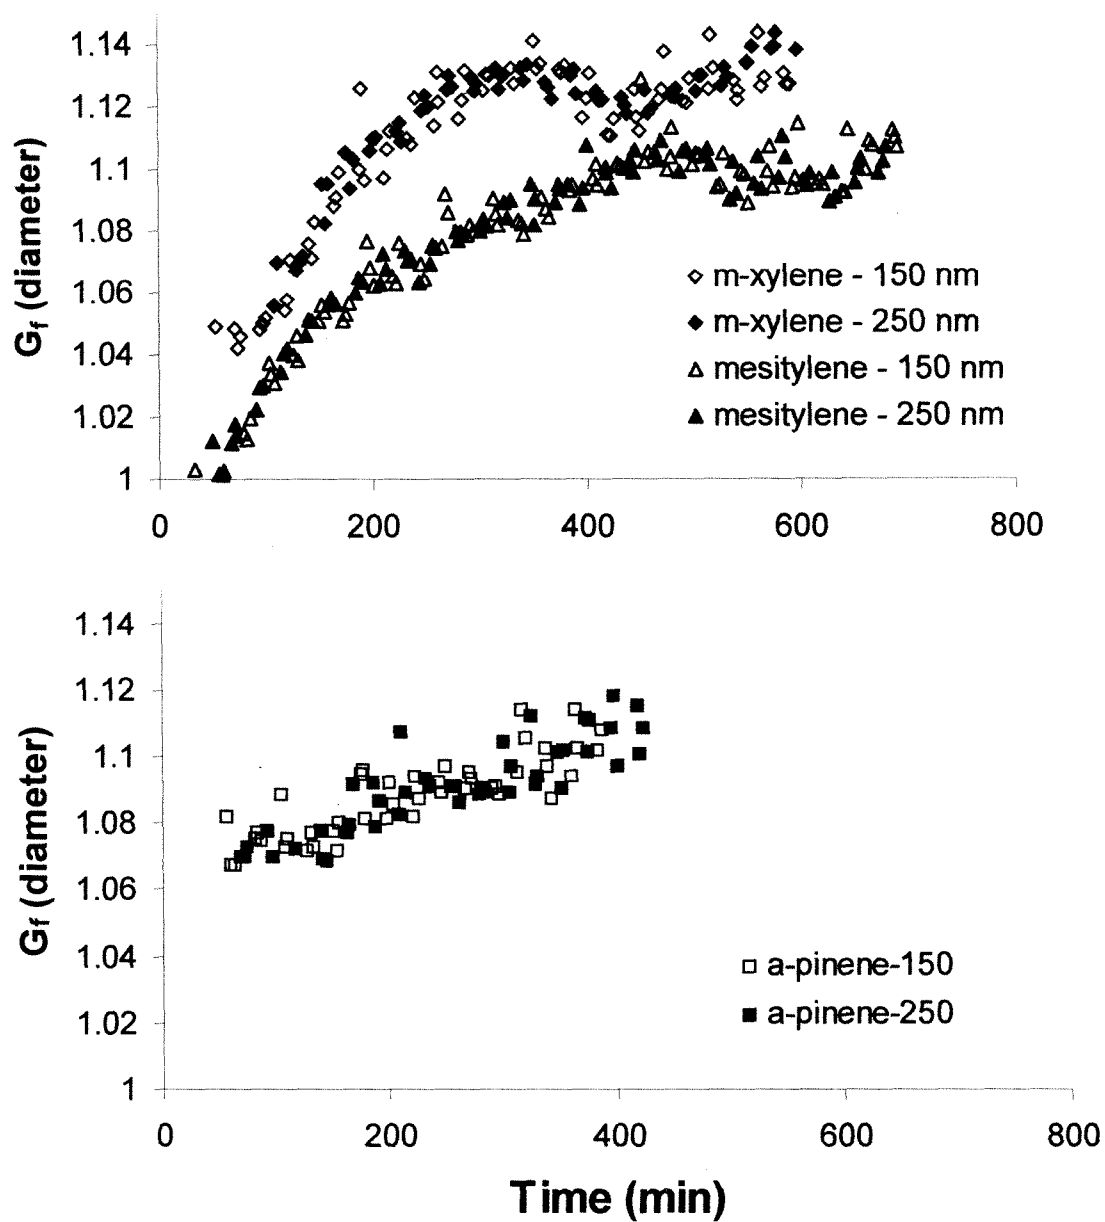 1.14
1.12
1.1
1.08
1.06
1.04
1.02
1
Gf (diameter)
m-xylene - 150 nm
m-xylene - 250 nm
mesitylene - 150 nm
mesitylene - 250 nm
0 200 400 600 800
1.14
1.12
1.1
1.08
1.06
1.04
1.02
1
Gf (diameter)
a-pinene-150
a-pinene-250
0 200 400 600 800
Time (min)